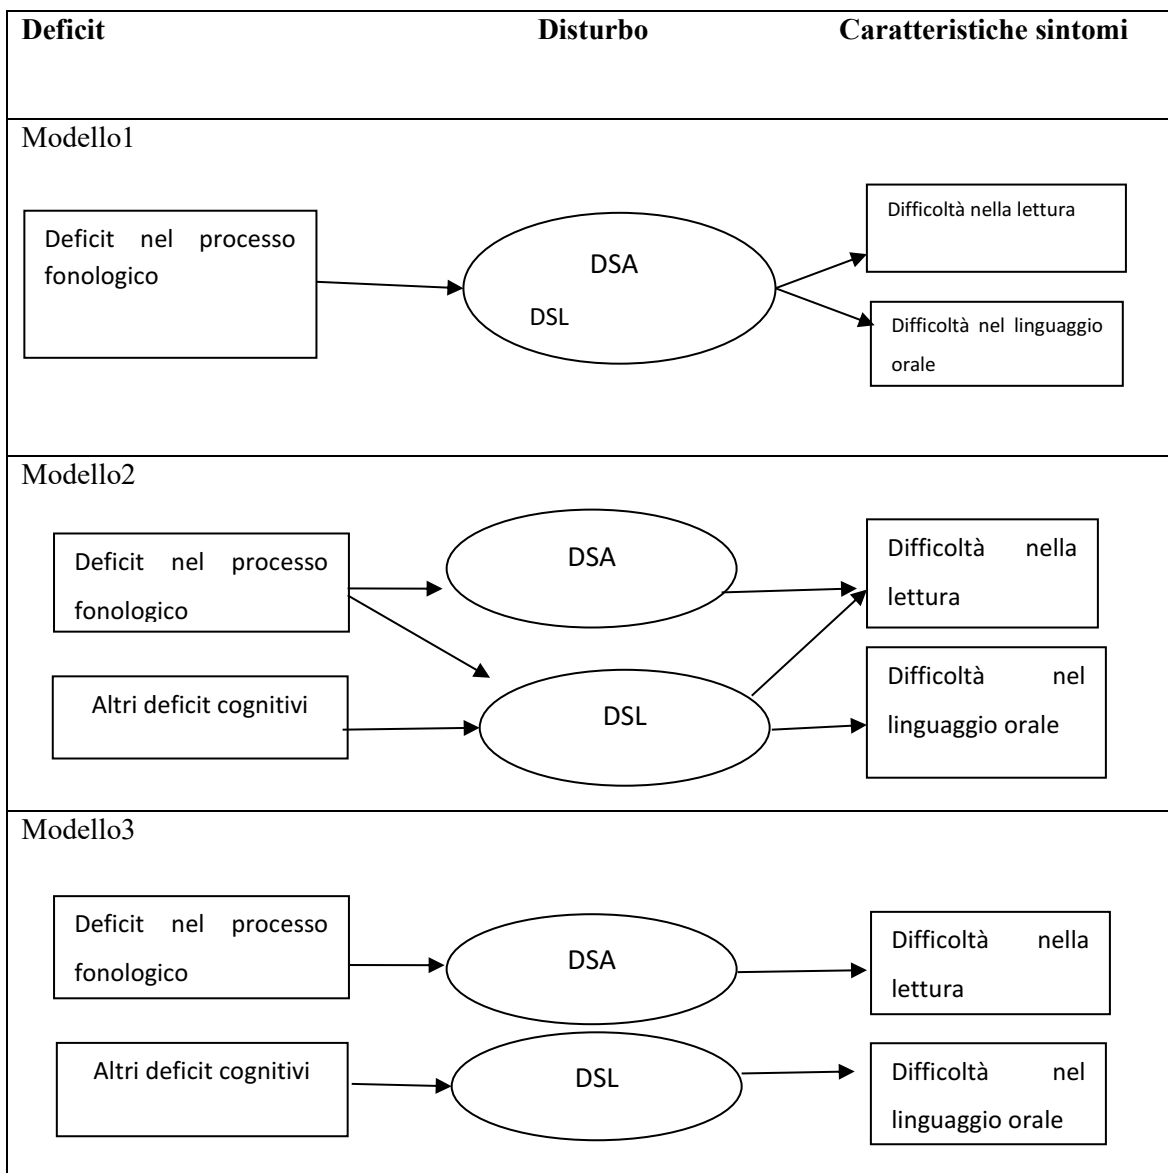 Deficit Disturbo Caratteristiche sintomi
Modello1
Deficit nel processo
fonologico
DSA
DSL
Difficoltà nella lettura
Difficoltà nel linguaggio
orale
Modello2
Deficit nel processo
fonologico
Altri deficit cognitivi
DSA
DSL
Difficoltà nella
lettura
Difficoltà nel
linguaggio orale
Modello3
Deficit nel processo
fonologico
Altri deficit cognitivi
DSA
DSL
Difficoltà nella
lettura
Difficoltà nel
linguaggio orale